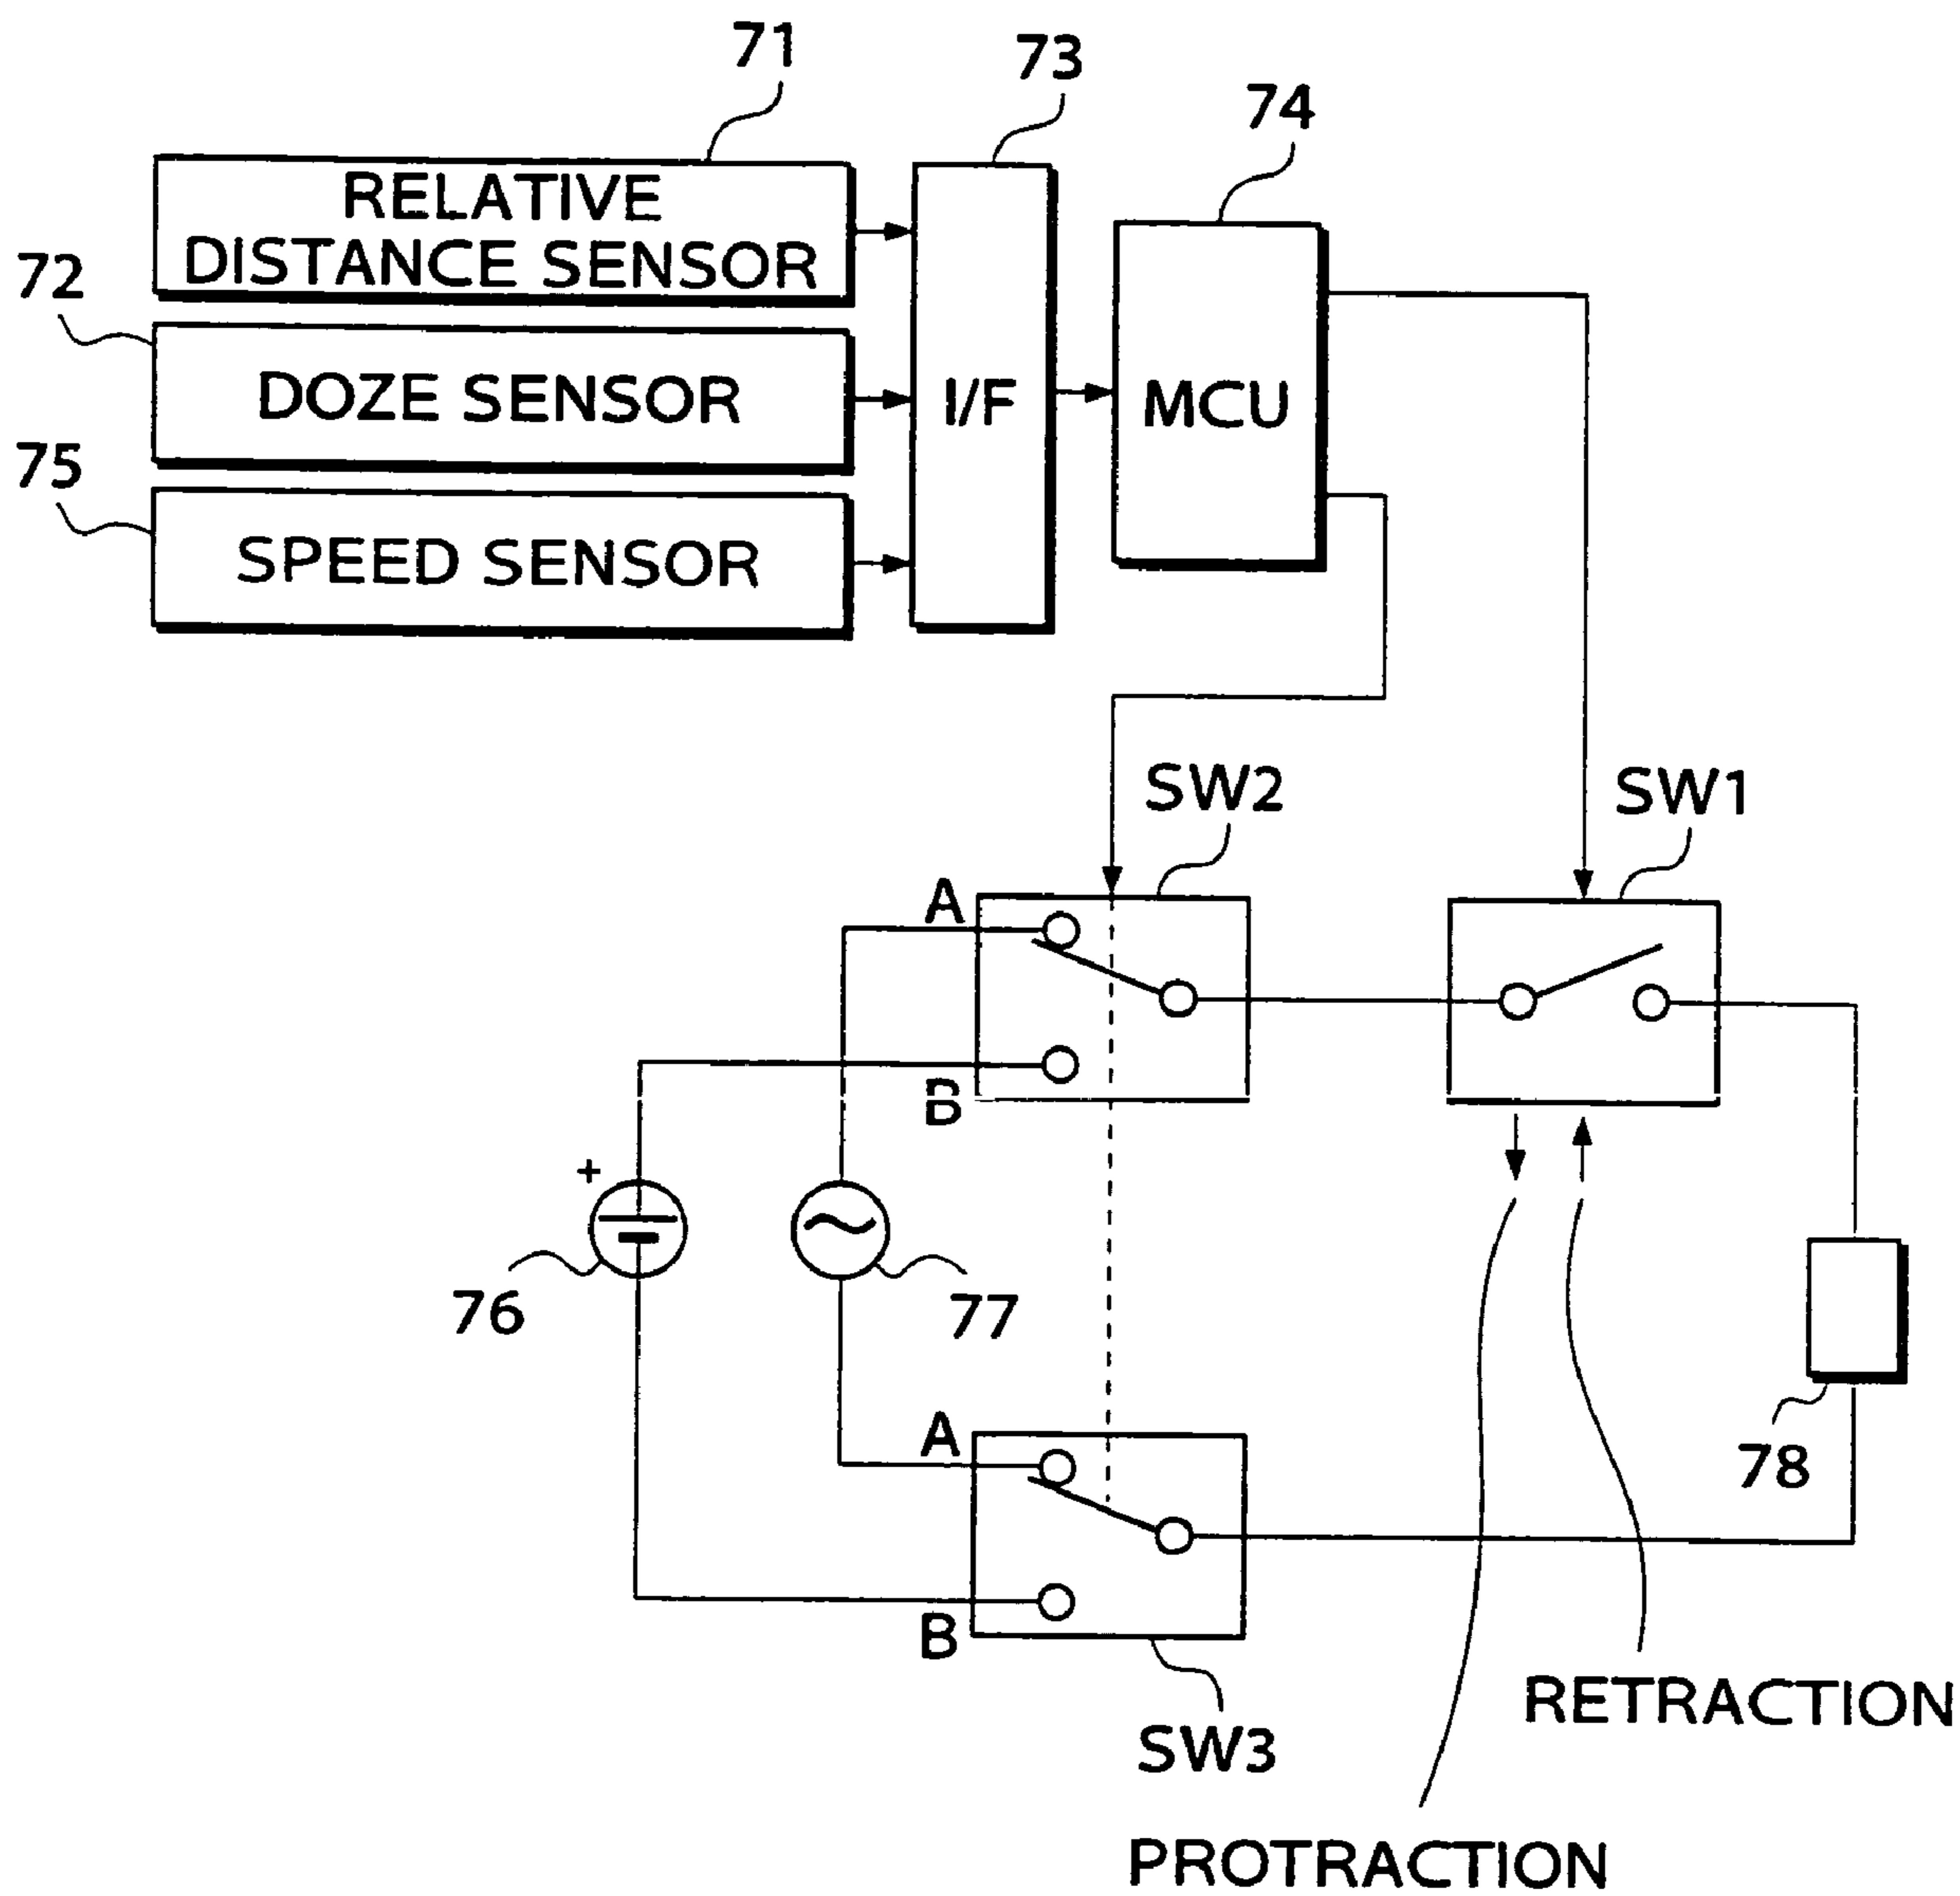 71
73
74
RELATIVE
DISTANCE SENSOR
72
DOZE SENSOR
I/F
MCU
75
SPEED SENSOR
SW2
SW1
A
B
+
76
77
A
78
B
SW3
RETRACTION
PROTRACTION